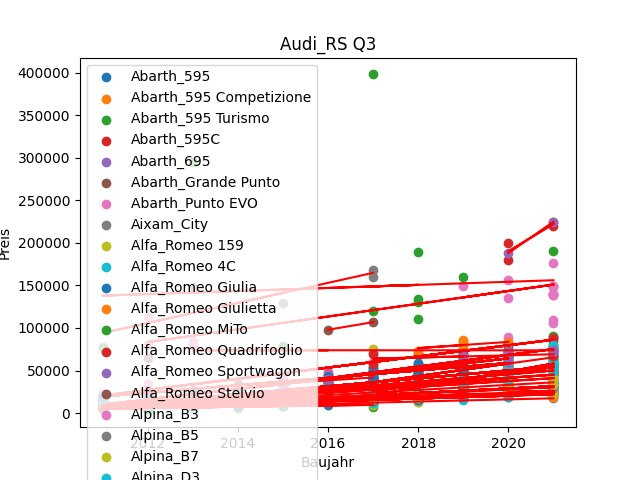 Audi_RS Q3
400000
350000
300000
250000
200000
150000
100000
50000
0
Preis
Abarth_595
Abarth_595 Competizione
Abarth_595 Turismo
Abarth_595C
Abarth_695
Abarth_Grande Punto
Abarth_Punto EVO
Aixam_City
Alfa_Romeo 159
Alfa_Romeo 4C
Alfa_Romeo Giulia
Alfa_Romeo Giulietta
Alfa_Romeo MiTo
Alfa_Romeo Quadrifoglio
Alfa_Romeo Sportwagon
Alfa_Romeo Stelvio
Alpina_B3
Alpina_B5
Alpina_B7
Alpina_D3
2012 2014 2016 2018 2020
Baujahr